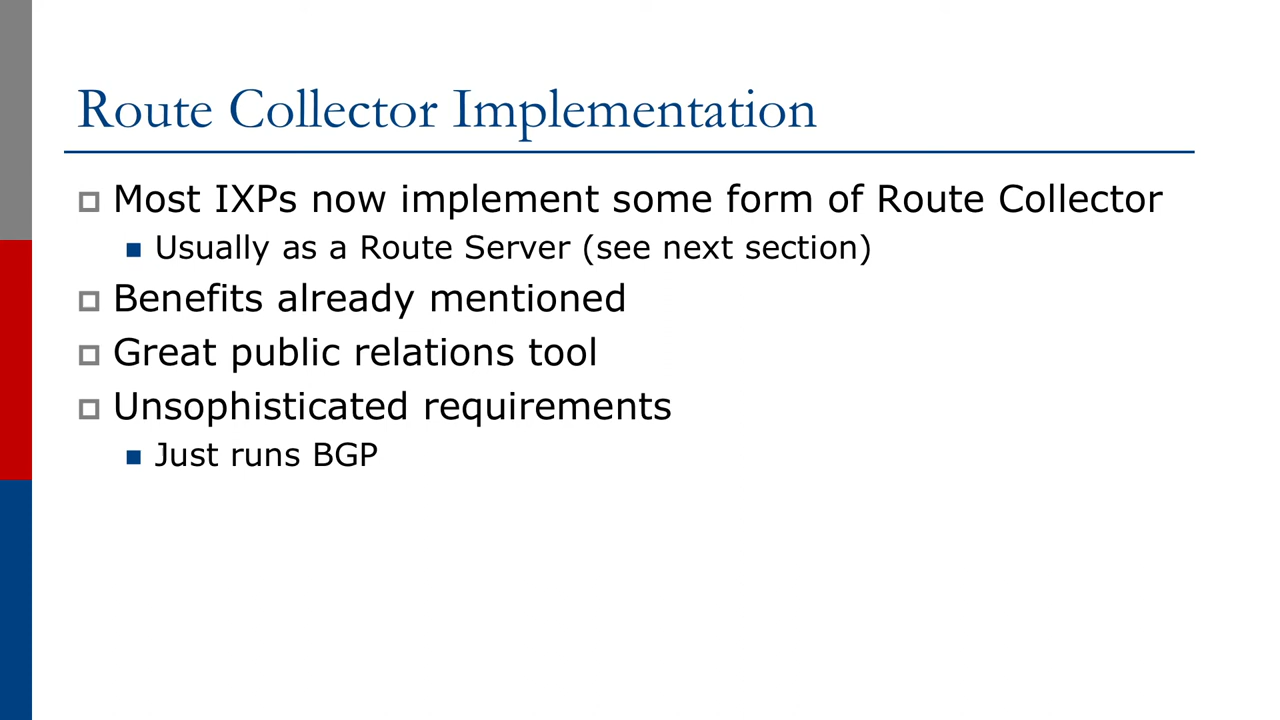 Route Collector Implementation
Most IXPs now implement some form of Route Collector
Usually as a Route Server (see next section)
Benefits already mentioned
Great public relations tool
Unsophisticated requirements
Just runs BGP